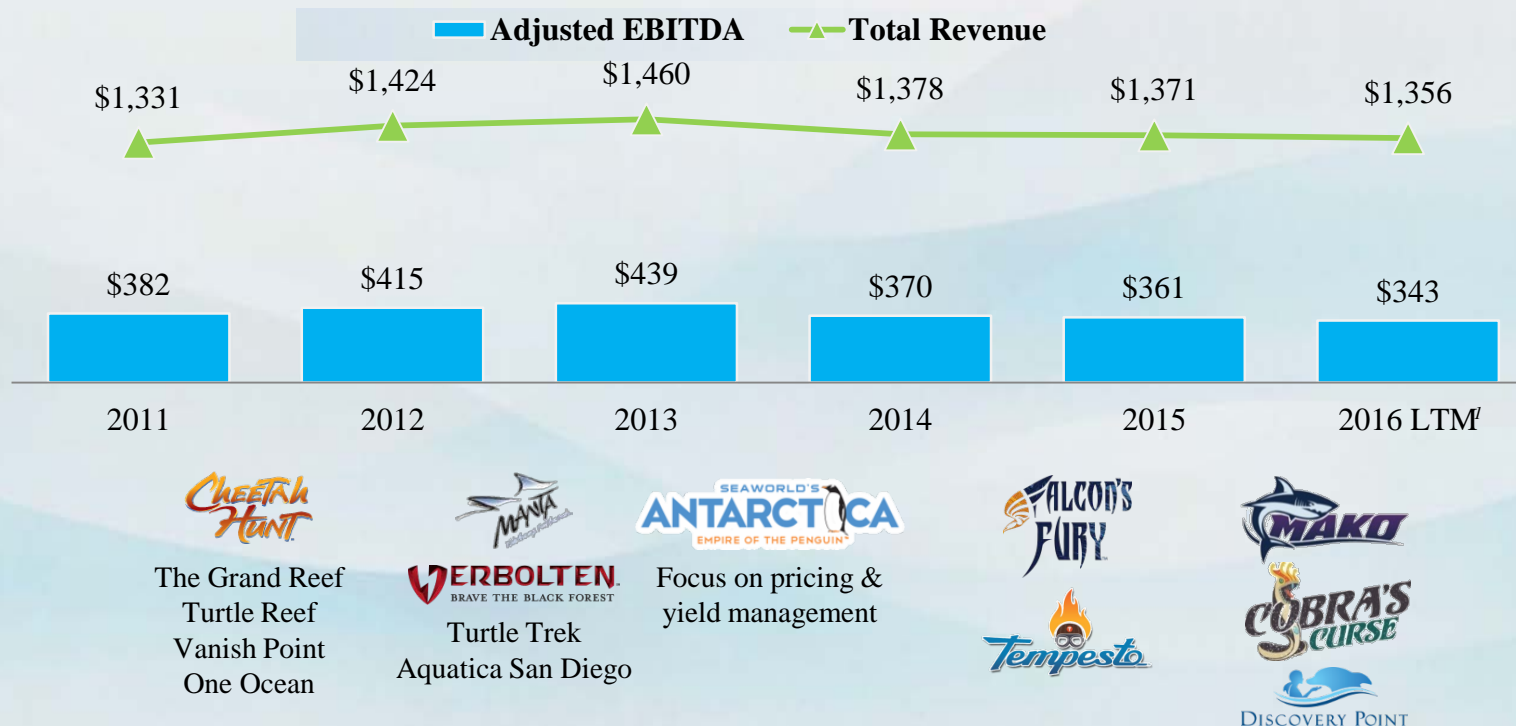 Adjusted EBITDA Total Revenue
$1,331 $1,424 $1,460 $1,378 $1,371 $1,356
$382 $415 $439 $370 $361 $343
2011 2012 2013 2014 2015 2016 LTM1
CHEETAH
HUNT
The Grand Reef
Turtle Reef
Vanish Point
One Ocean
MANTA
VERBOLTEN™
BRAVE THE BLACK FOREST
Turtle Trek
Aquatica San Diego
SEAWORLD'S
ANTARCTICA
EMPIRE OF THE PENGUIN™
Focus on pricing &
yield management
FALCON'S
FURY
Tempesto
MAKO
COBRA'S
CURSE
DISCOVERY POINT